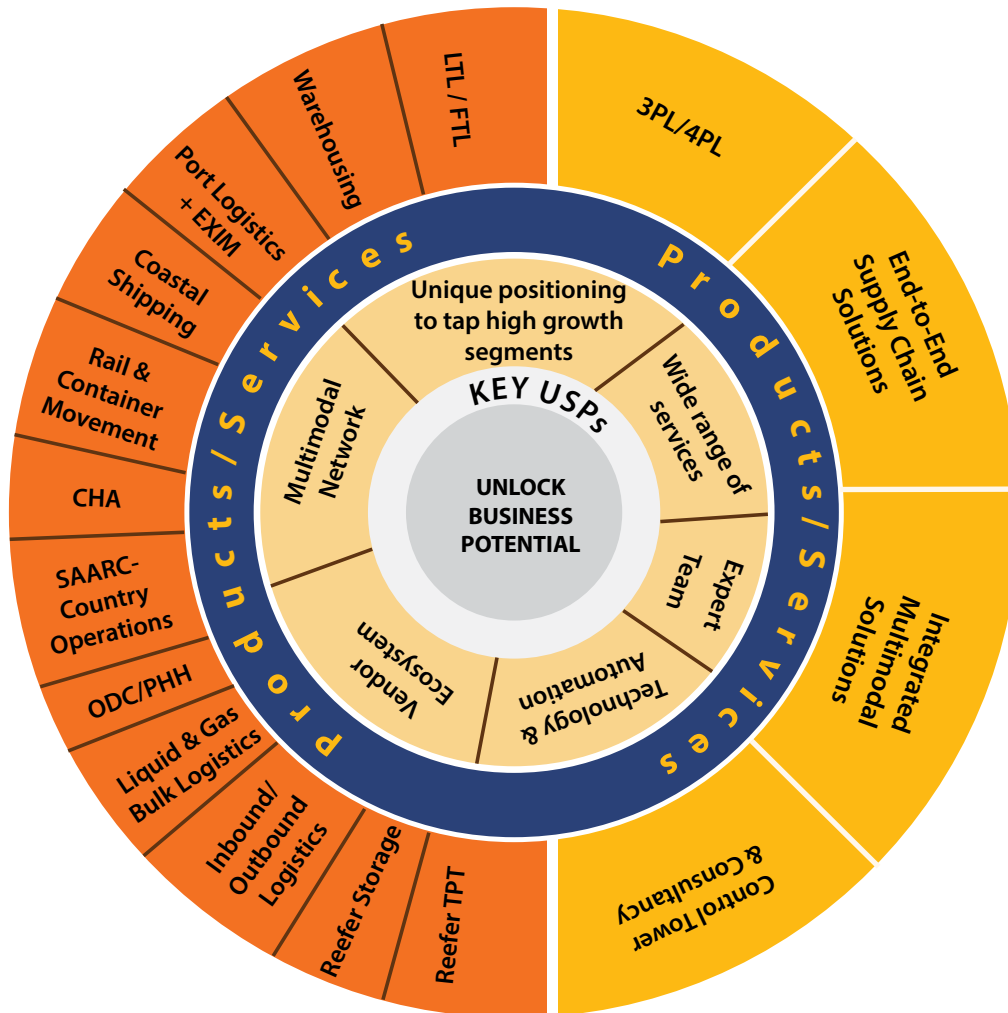 LTL / FTL
Warehousing
Port Logistics
+ EXIM
Coastal
Shipping
Rail &
Container
Movement
CHA
SAARC-
Country
Operations
ODC/PHH
Liquid & Gas
Bulk Logistics
Inbound/
Outbound
Logistics
Reefer Storage
Reefer TPT
3PL/4PL
End-to-End
Supply Chain
Solutions
Integrated
Multimodal
Solutions
Control Tower
& Consultancy
Products/Services
Products/Services
Unique positioning
to tap high growth
segments
Wide range of
services
Expert
Team
Technology &
Automation
Vendor
Ecosystem
Multimodal
Network
KEY USPs
UNLOCK
BUSINESS
POTENTIAL